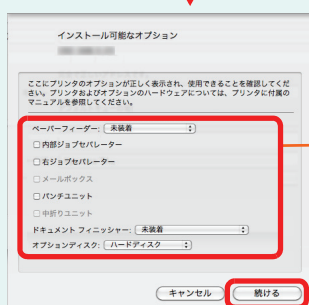 インストール可能なオプション
ここにプリンタのオプションが正しく表示され、使用できることを確認してくだ
さい。プリンタおよびオプションのハードウェアについては、プリンタに付属の
マニュアルを参照してください。
ペーパーフィーダー: 未装着
内部ジョブセパレーター
右ジョブセパレーター
メールボックス
パンチユニット
中折りユニット
ドキュメント フィニッシャー: 未装着
オプションディスク: ハードディスク
キャンセル 続ける